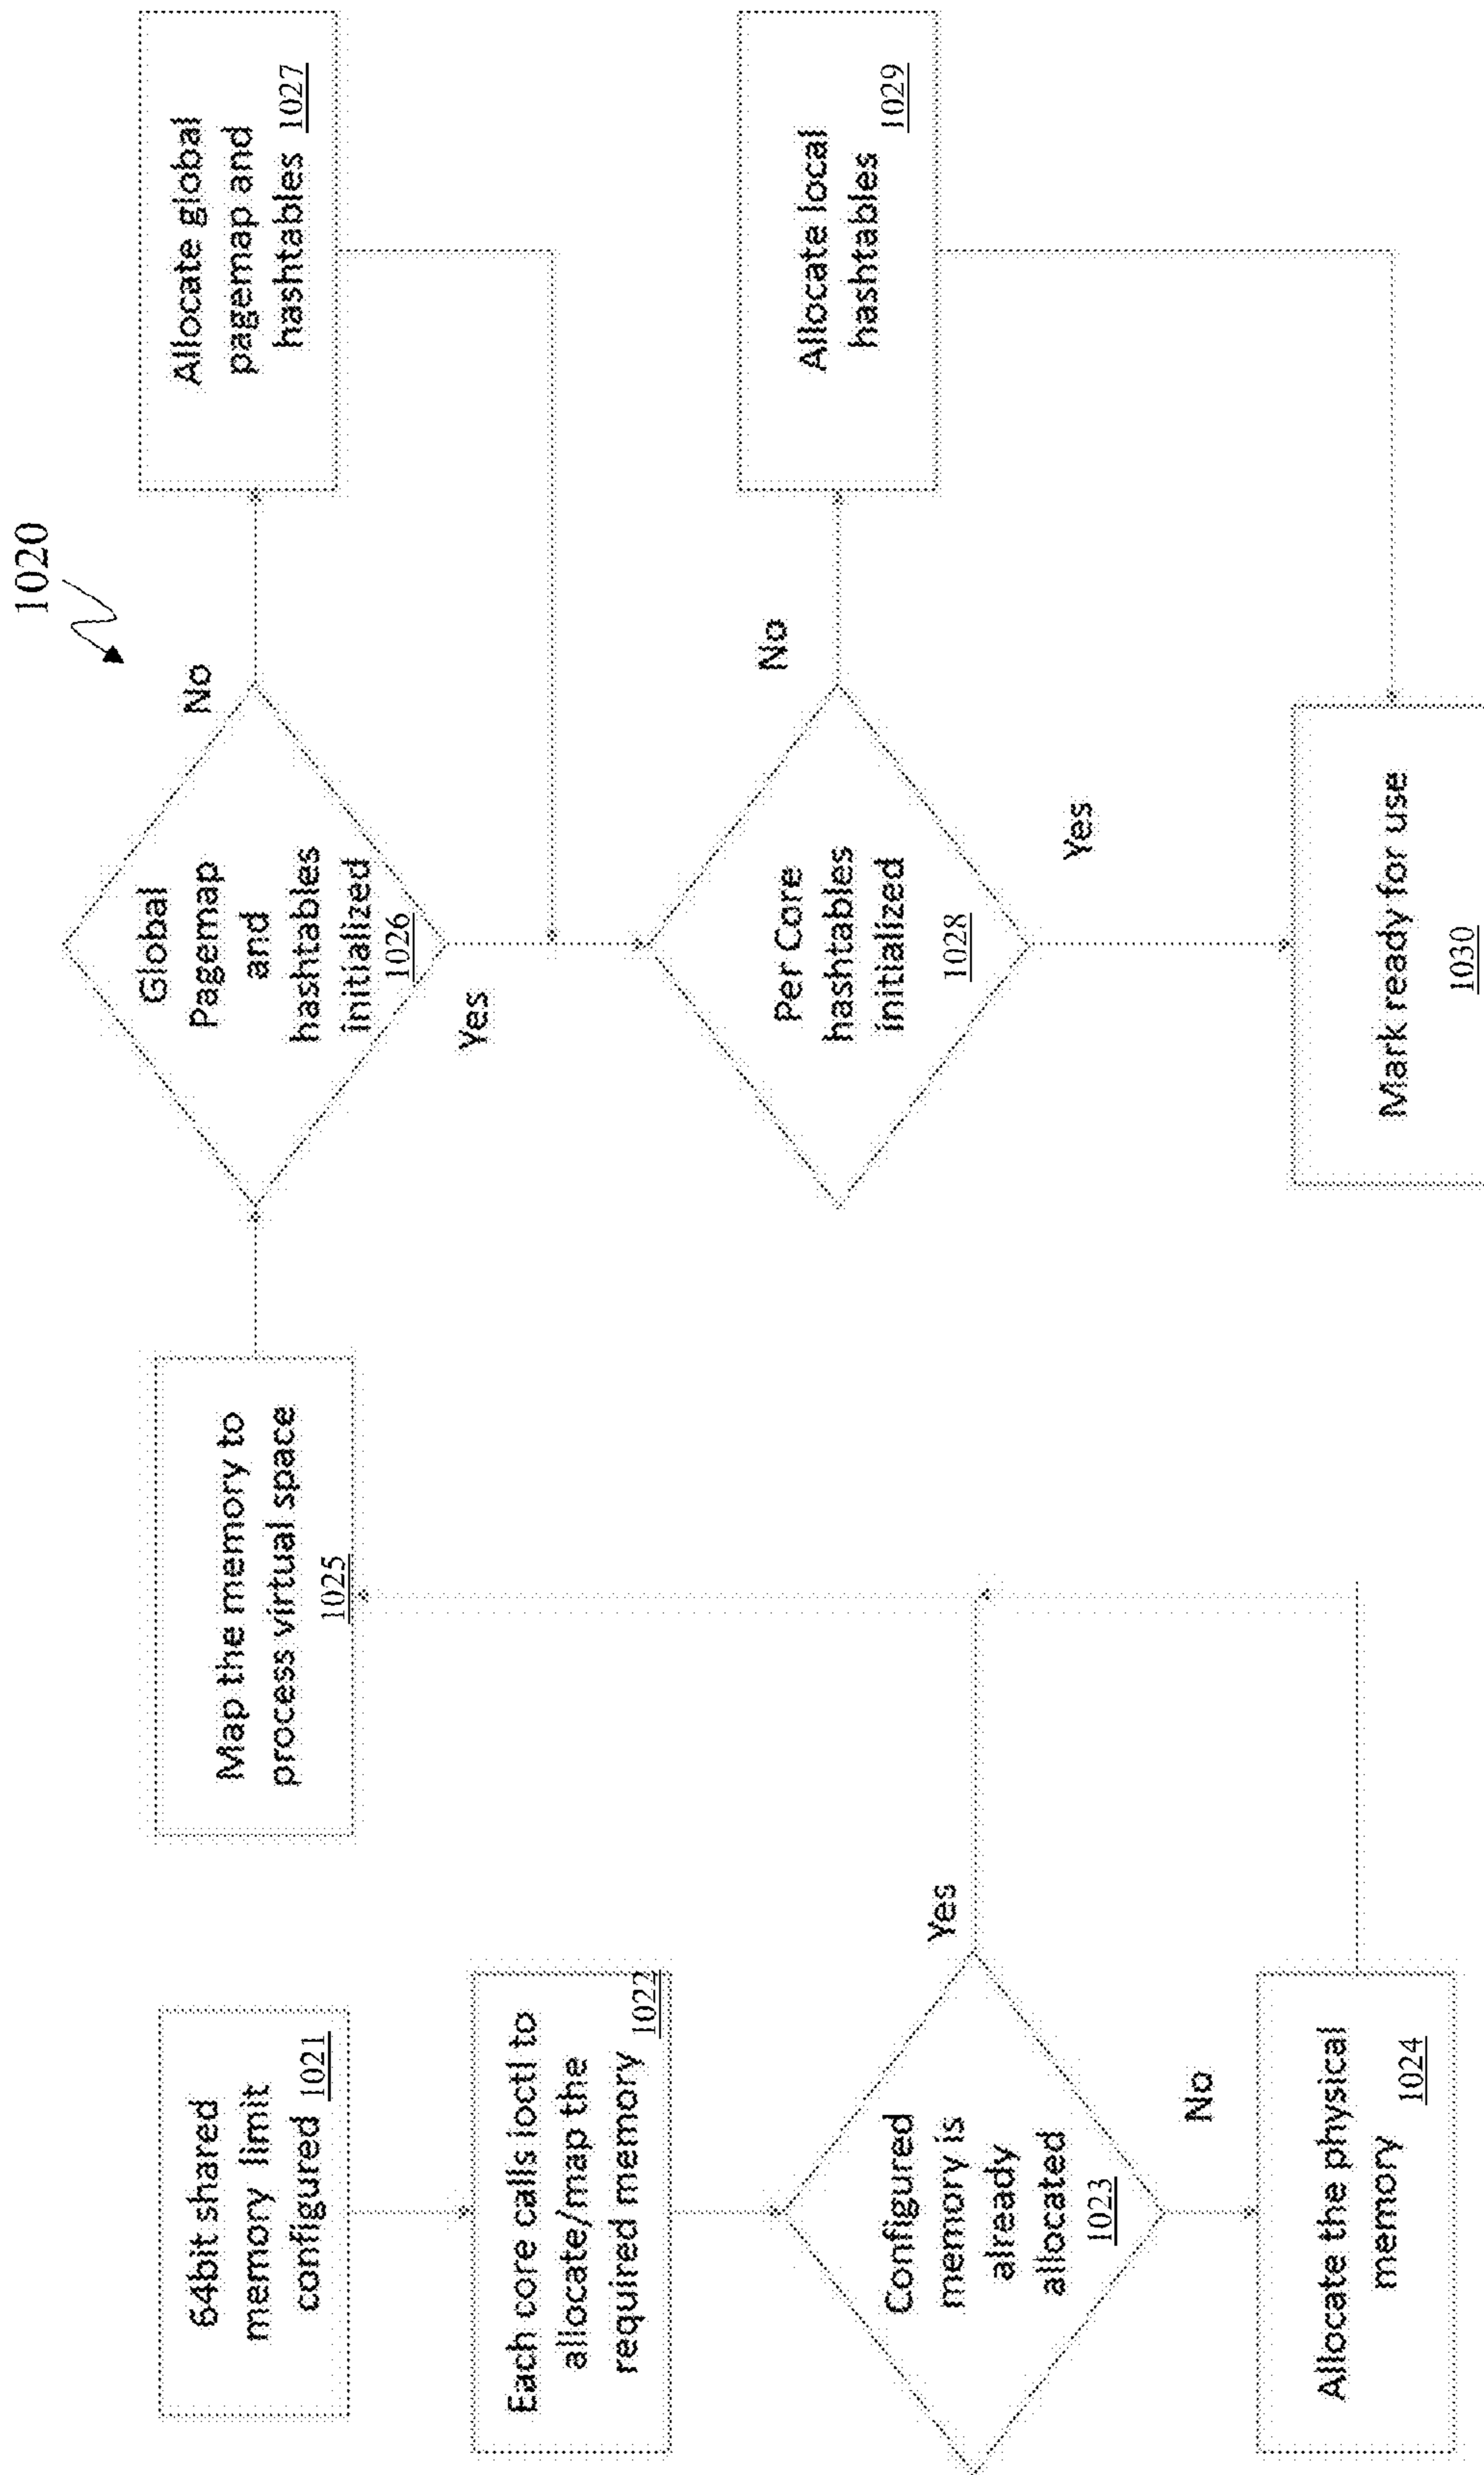 1020
64bit shared
memory limit
configured 1021
Each core calls ioctl to
allocate/map the
required memory
1022
Configured
memory is
already
allocated
1023
Yes
No
Allocate the physical
memory
1024
Map the memory to
process virtual space
1025
Global
Pagemap
and
hashtables
initialized
1026
No
Yes
Allocate global
pagemap and
hashtables 1027
Per Core
hashtables
initialized
1028
No
Yes
Allocate local
hashtables
1029
Mark ready for use
1030